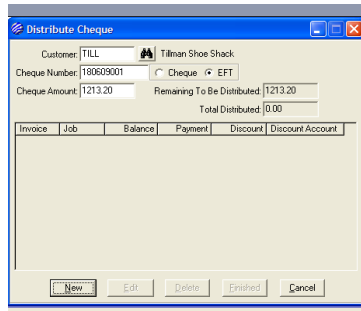 Distribute Cheque
Customer: TILL Tillman Shoe Shack
Cheque Number: 180609001 Cheque EFT
Cheque Amount: 1213.20 Remaining To Be Distributed: 1213.20
Total Distributed: 0.00
Invoice Job Balance Payment Discount Discount Account
New Edit Delete Finished Cancel